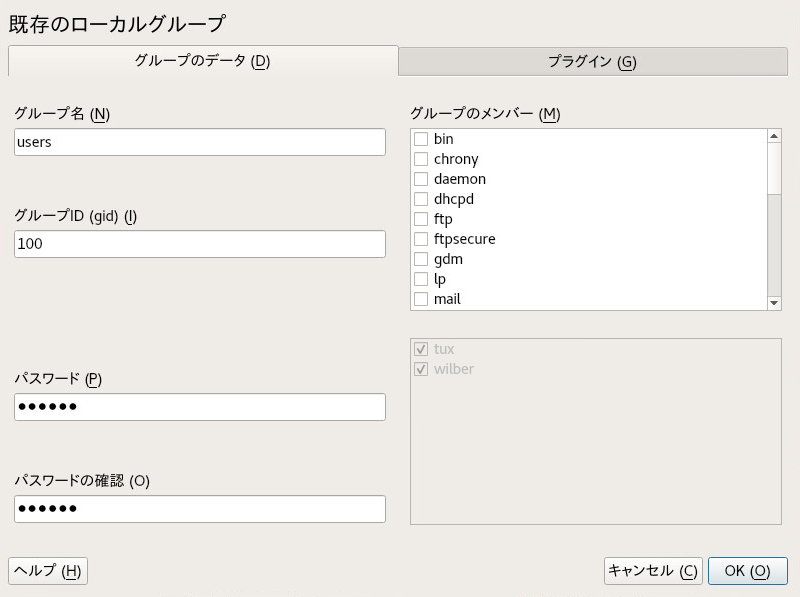 既存のローカルグループ
グループのデータ (D)
プラグイン (G)
グループ名 (N)
users
グループID (gid) (I)
100
パスワード (P)
●●●●●●
パスワードの確認 (O)
●●●●●●
グループのメンバー (M)
bin
chrony
daemon
dhcpd
ftp
ftpsecure
gdm
lp
mail
tux
wilber
ヘルプ (H)
キャンセル (C)
OK (O)